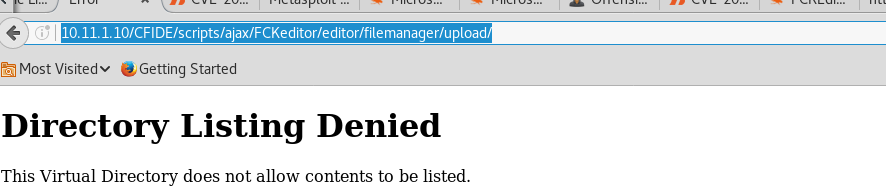 Error
CVE-20
Metasploit
Micros...
Micros...
Offensi...
CVE-20
10.11.1.10/CFIDE/scripts/ajax/FCKeditor/editor/filemanager/upload/
Most Visited
Getting Started
Directory Listing Denied
This Virtual Directory does not allow contents to be listed.